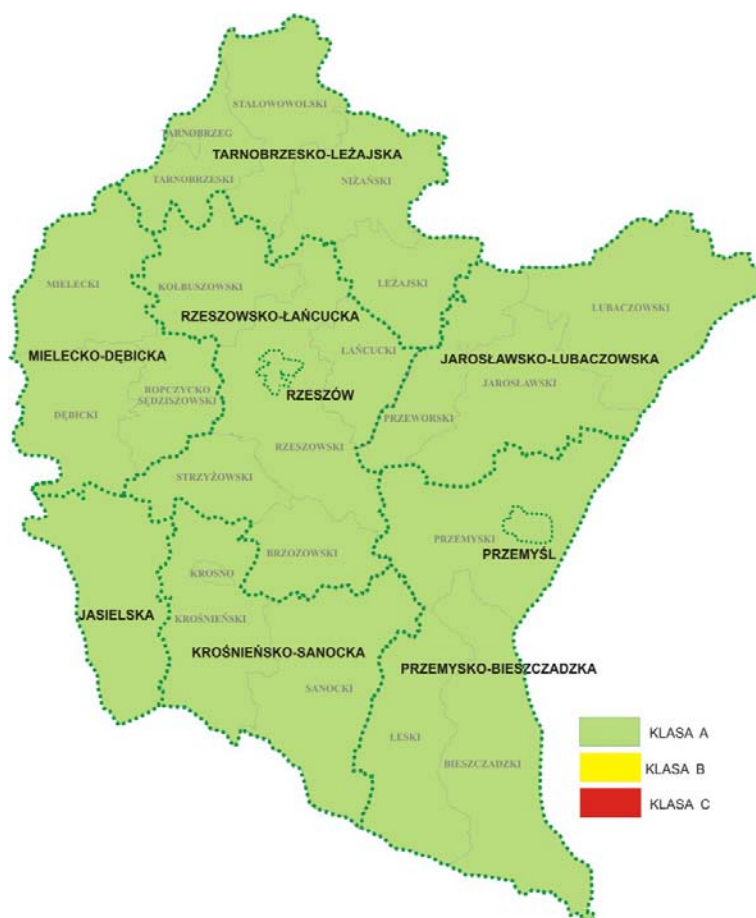 STALOWOWOLSKI
TARNOBRZEG
TARNOBRZESKO-LEŻAJSKA
TARNOBRZESKI
NIŻAŃSKI
MIELECKI
KOLBUSZOWSKI
LEŻAJSKI
LUBACZOWSKI
RZESZOWSKO-ŁAŃCUCKA
ŁAŃCUCKI
MIELECKO-DĘBICKA
JAROSŁAWSKO-LUBACZOWSKA
ROPCZYCKO
SĘDZISZOWSKI
RZESZÓW
JAROSŁAWSKI
DĘBICKI
PRZEWORSKI
RZESZOWSKI
STRZYŻOWSKI
PRZEMYSKI
BRZOZOWSKI
PRZEMYŚL
KROSNO
JASIELSKA
KROŚNIEŃSKI
KROŚNIEŃSKO-SANOCKA
PRZEMYSKO-BIESZCZADZKA
SANOCKI
LESKI
BIESZCZADZKI
KLASA A
KLASA B
KLASA C